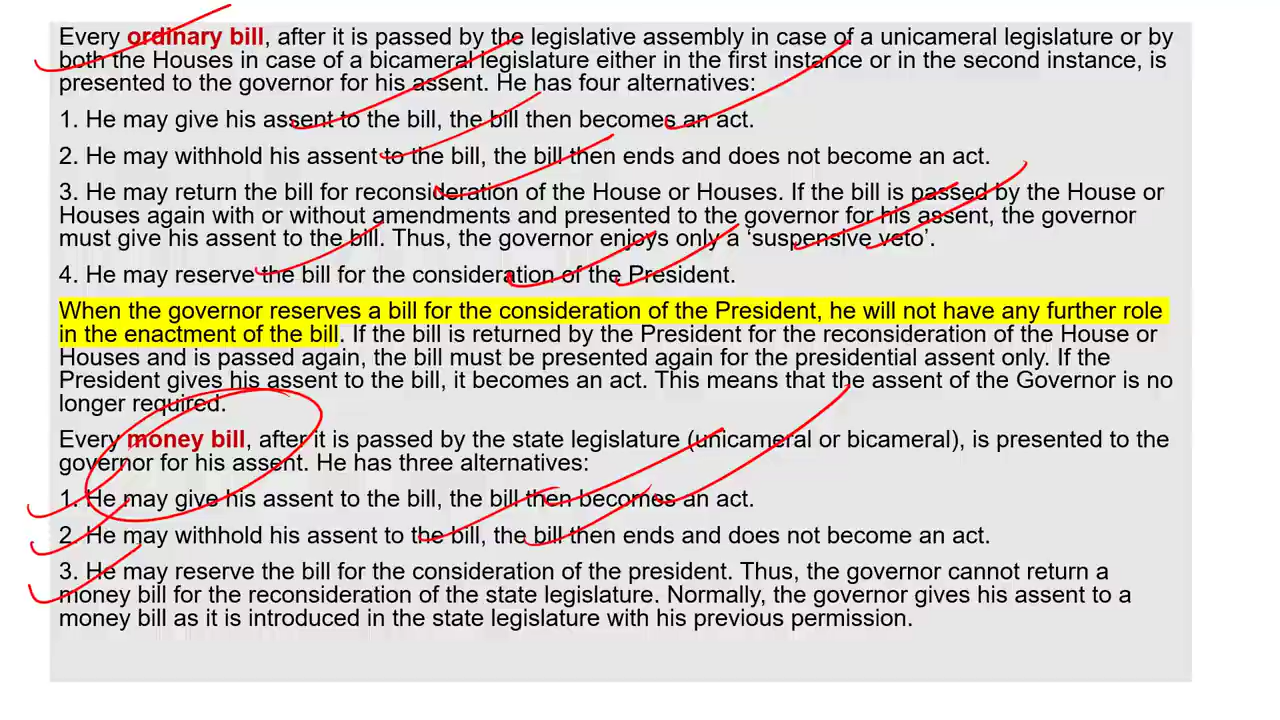 Every ordinary bill, after it is passed by the legislative assembly in case of a unicameral legislature or by
both the Houses in case of a bicameral legislature either in the first instance or in the second instance, is
presented to the governor for his assent. He has four alternatives:
1. He may give his assent to the bill, the bill then becomes an act.
2. He may withhold his assent to the bill, the bill then ends and does not become an act.
3. He may return the bill for reconsideration of the House or Houses. If the bill is passed by the House or
Houses again with or without amendments and presented to the governor for his assent, the governor
must give his assent to the bill. Thus, the governor enjoys only a ‘suspensive veto’.
4. He may reserve the bill for the consideration of the President.
When the governor reserves a bill for the consideration of the President, he will not have any further role
in the enactment of the bill. If the bill is returned by the President for the reconsideration of the House or
Houses and is passed again, the bill must be presented again for the presidential assent only. If the
President gives his assent to the bill, it becomes an act. This means that the assent of the Governor is no
longer required.
Every money bill, after it is passed by the state legislature (unicameral or bicameral), is presented to the
governor for his assent. He has three alternatives:
1. He may give his assent to the bill, the bill then becomes an act.
2. He may withhold his assent to the bill, the bill then ends and does not become an act.
3. He may reserve the bill for the consideration of the president. Thus, the governor cannot return a
money bill for the reconsideration of the state legislature. Normally, the governor gives his assent to a
money bill as it is introduced in the state legislature with his previous permission.